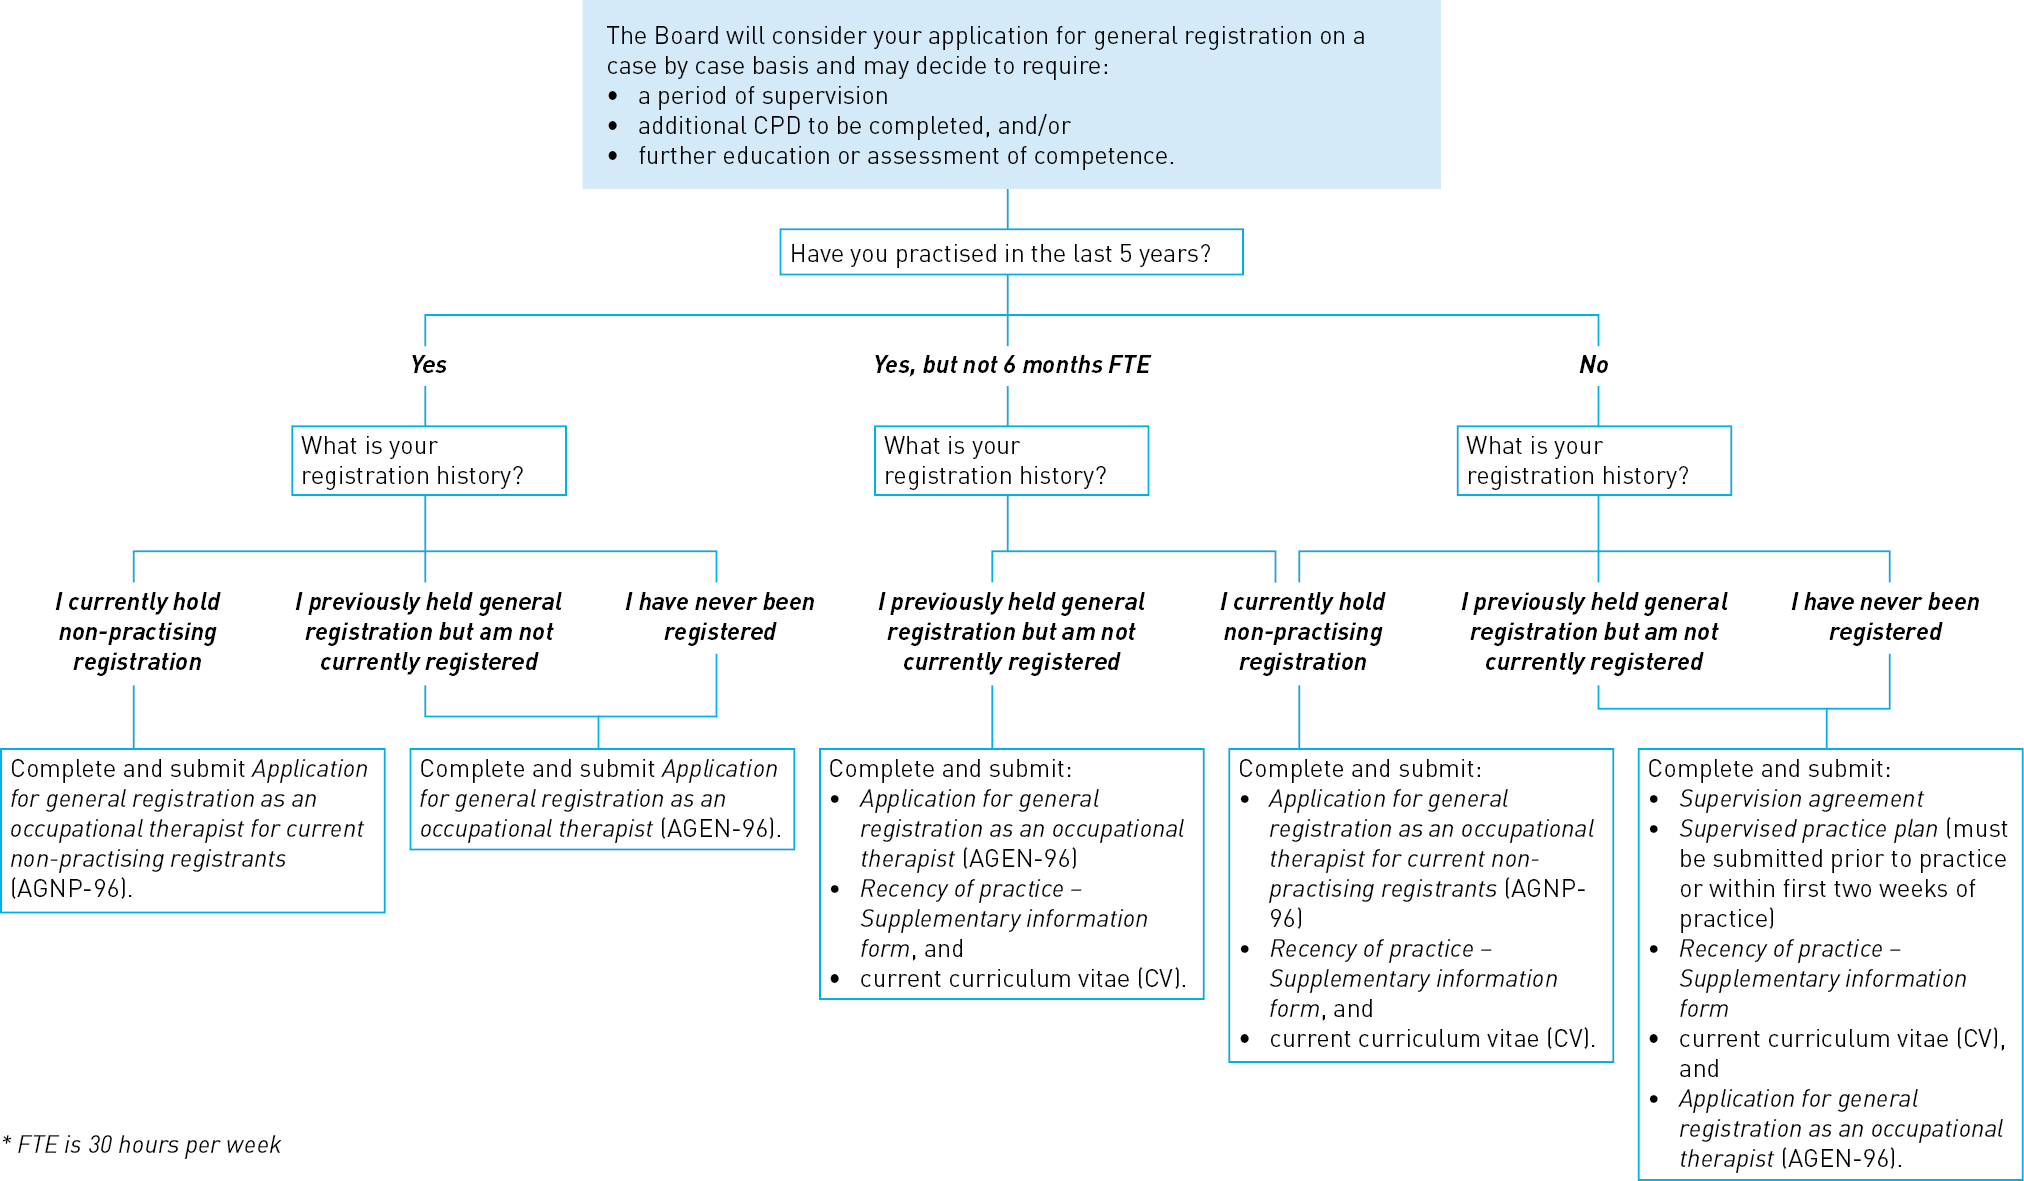 The Board will consider your application for general registration on a
case by case basis and may decide to require:
• a period of supervision
• additional CPD to be completed, and/or
• further education or assessment of competence.
Have you practised in the last 5 years?
Yes
Yes, but not 6 months FTE
No
What is your
registration history?
What is your
registration history?
What is your
registration history?
I currently hold
non-practising
registration
I previously held general
registration but am not
currently registered
I have never been
registered
I previously held general
registration but am not
currently registered
I currently hold
non-practising
registration
I previously held general
registration but am not
currently registered
I have never been
registered
Complete and submit Application
for general registration as an
occupational therapist for current
non-practising registrants
(AGNP-96).
Complete and submit Application
for general registration as an
occupational therapist (AGEN-96).
Complete and submit:
• Application for general
registration as an occupational
therapist (AGEN-96)
• Recency of practice –
Supplementary information
form, and
• current curriculum vitae (CV).
Complete and submit:
• Application for general
registration as an occupational
therapist for current non-
practising registrants (AGNP-
96)
• Recency of practice –
Supplementary information
form, and
• current curriculum vitae (CV).
Complete and submit:
• Supervision agreement
• Supervised practice plan (must
be submitted prior to practice
or within first two weeks of
practice)
• Recency of practice –
Supplementary information
form
• current curriculum vitae (CV),
and
• Application for general
registration as an occupational
therapist (AGEN-96).
* FTE is 30 hours per week